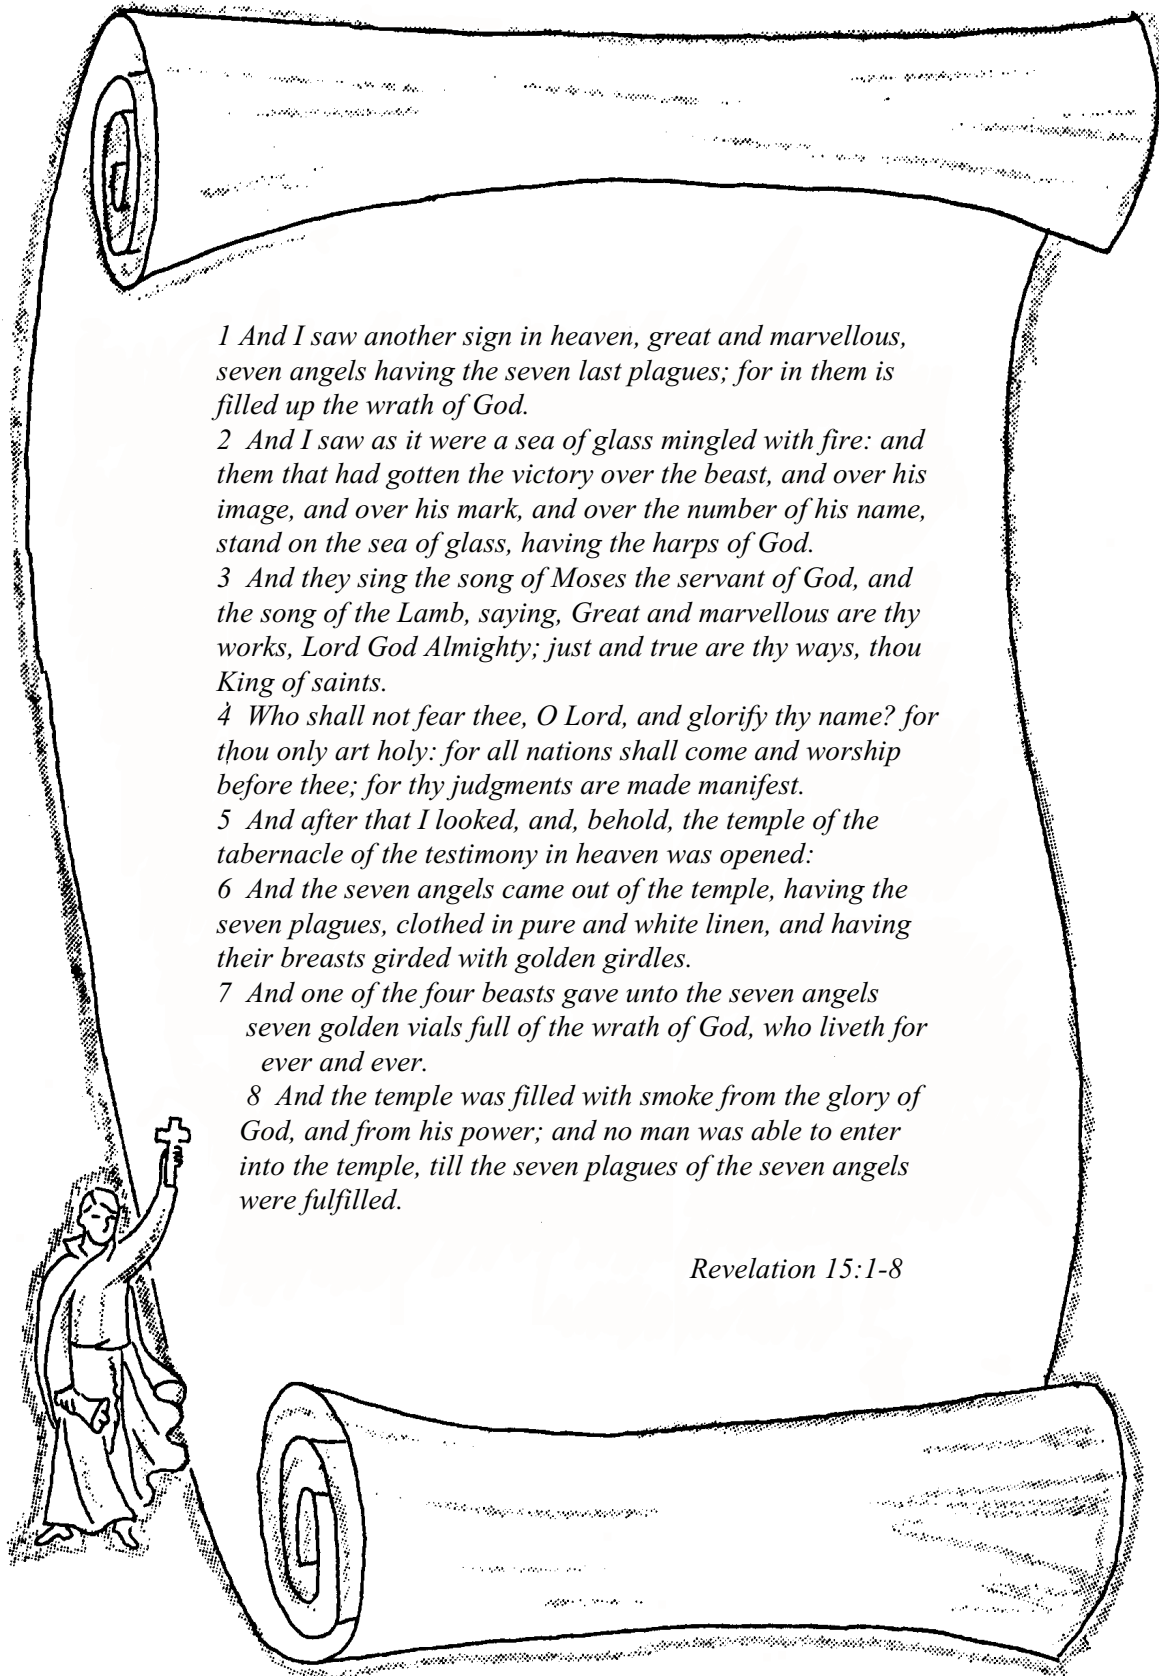 1 And I saw another sign in heaven, great and marvellous,
seven angels having the seven last plagues; for in them is
filled up the wrath of God.
2 And I saw as it were a sea of glass mingled with fire: and
them that had gotten the victory over the beast, and over his
image, and over his mark, and over the number of his name,
stand on the sea of glass, having the harps of God.
3 And they sing the song of Moses the servant of God, and
the song of the Lamb, saying, Great and marvellous are thy
works, Lord God Almighty; just and true are thy ways, thou
King of saints.
4 Who shall not fear thee, O Lord, and glorify thy name? for
thou only art holy: for all nations shall come and worship
before thee; for thy judgments are made manifest.
5 And after that I looked, and, behold, the temple of the
tabernacle of the testimony in heaven was opened:
6 And the seven angels came out of the temple, having the
seven plagues, clothed in pure and white linen, and having
their breasts girded with golden girdles.
7 And one of the four beasts gave unto the seven angels
seven golden vials full of the wrath of God, who liveth for
ever and ever.
8 And the temple was filled with smoke from the glory of
God, and from his power; and no man was able to enter
into the temple, till the seven plagues of the seven angels
were fulfilled.
Revelation 15:1-8